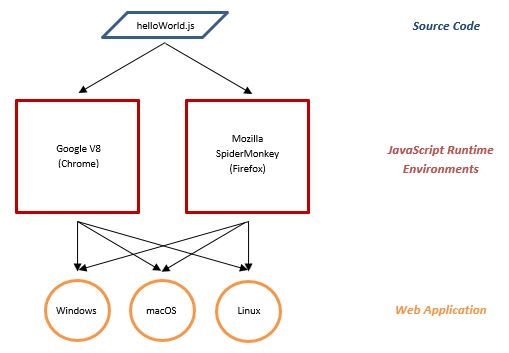 helloWorld.js
Source Code
Google V8
(Chrome)
Mozilla
SpiderMonkey
(Firefox)
JavaScript Runtime
Environments
Windows
macOS
Linux
Web Application